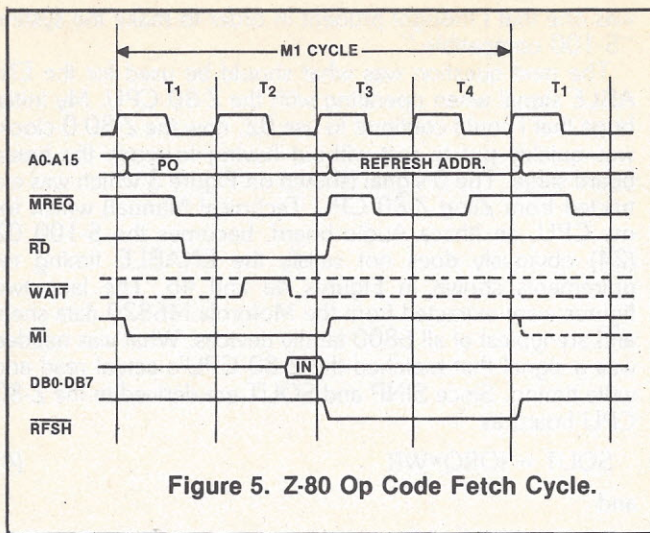 M1 CYCLE
T1 T2 T3 T4 T1
A0-A15 PO REFRESH ADDR.
MREQ
RD
WAIT
MI
DB0-DB7 IN
RFSH
Figure 5. Z-80 Op Code Fetch Cycle.